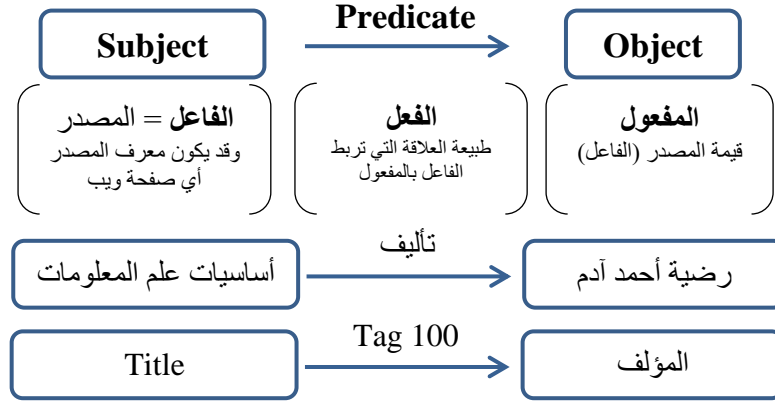 Subject
Predicate
Object
الفاعل = المصدر
وقد يكون معرف المصدر
أي صفحة ويب
الفعل
طبيعة العلاقة التي تربط
الفاعل بالمفعول
المفعول
قيمة المصدر (الفاعل)
أساسيات علم المعلومات
تأليف
رضية أحمد آدم
Title
Tag 100
المؤلف